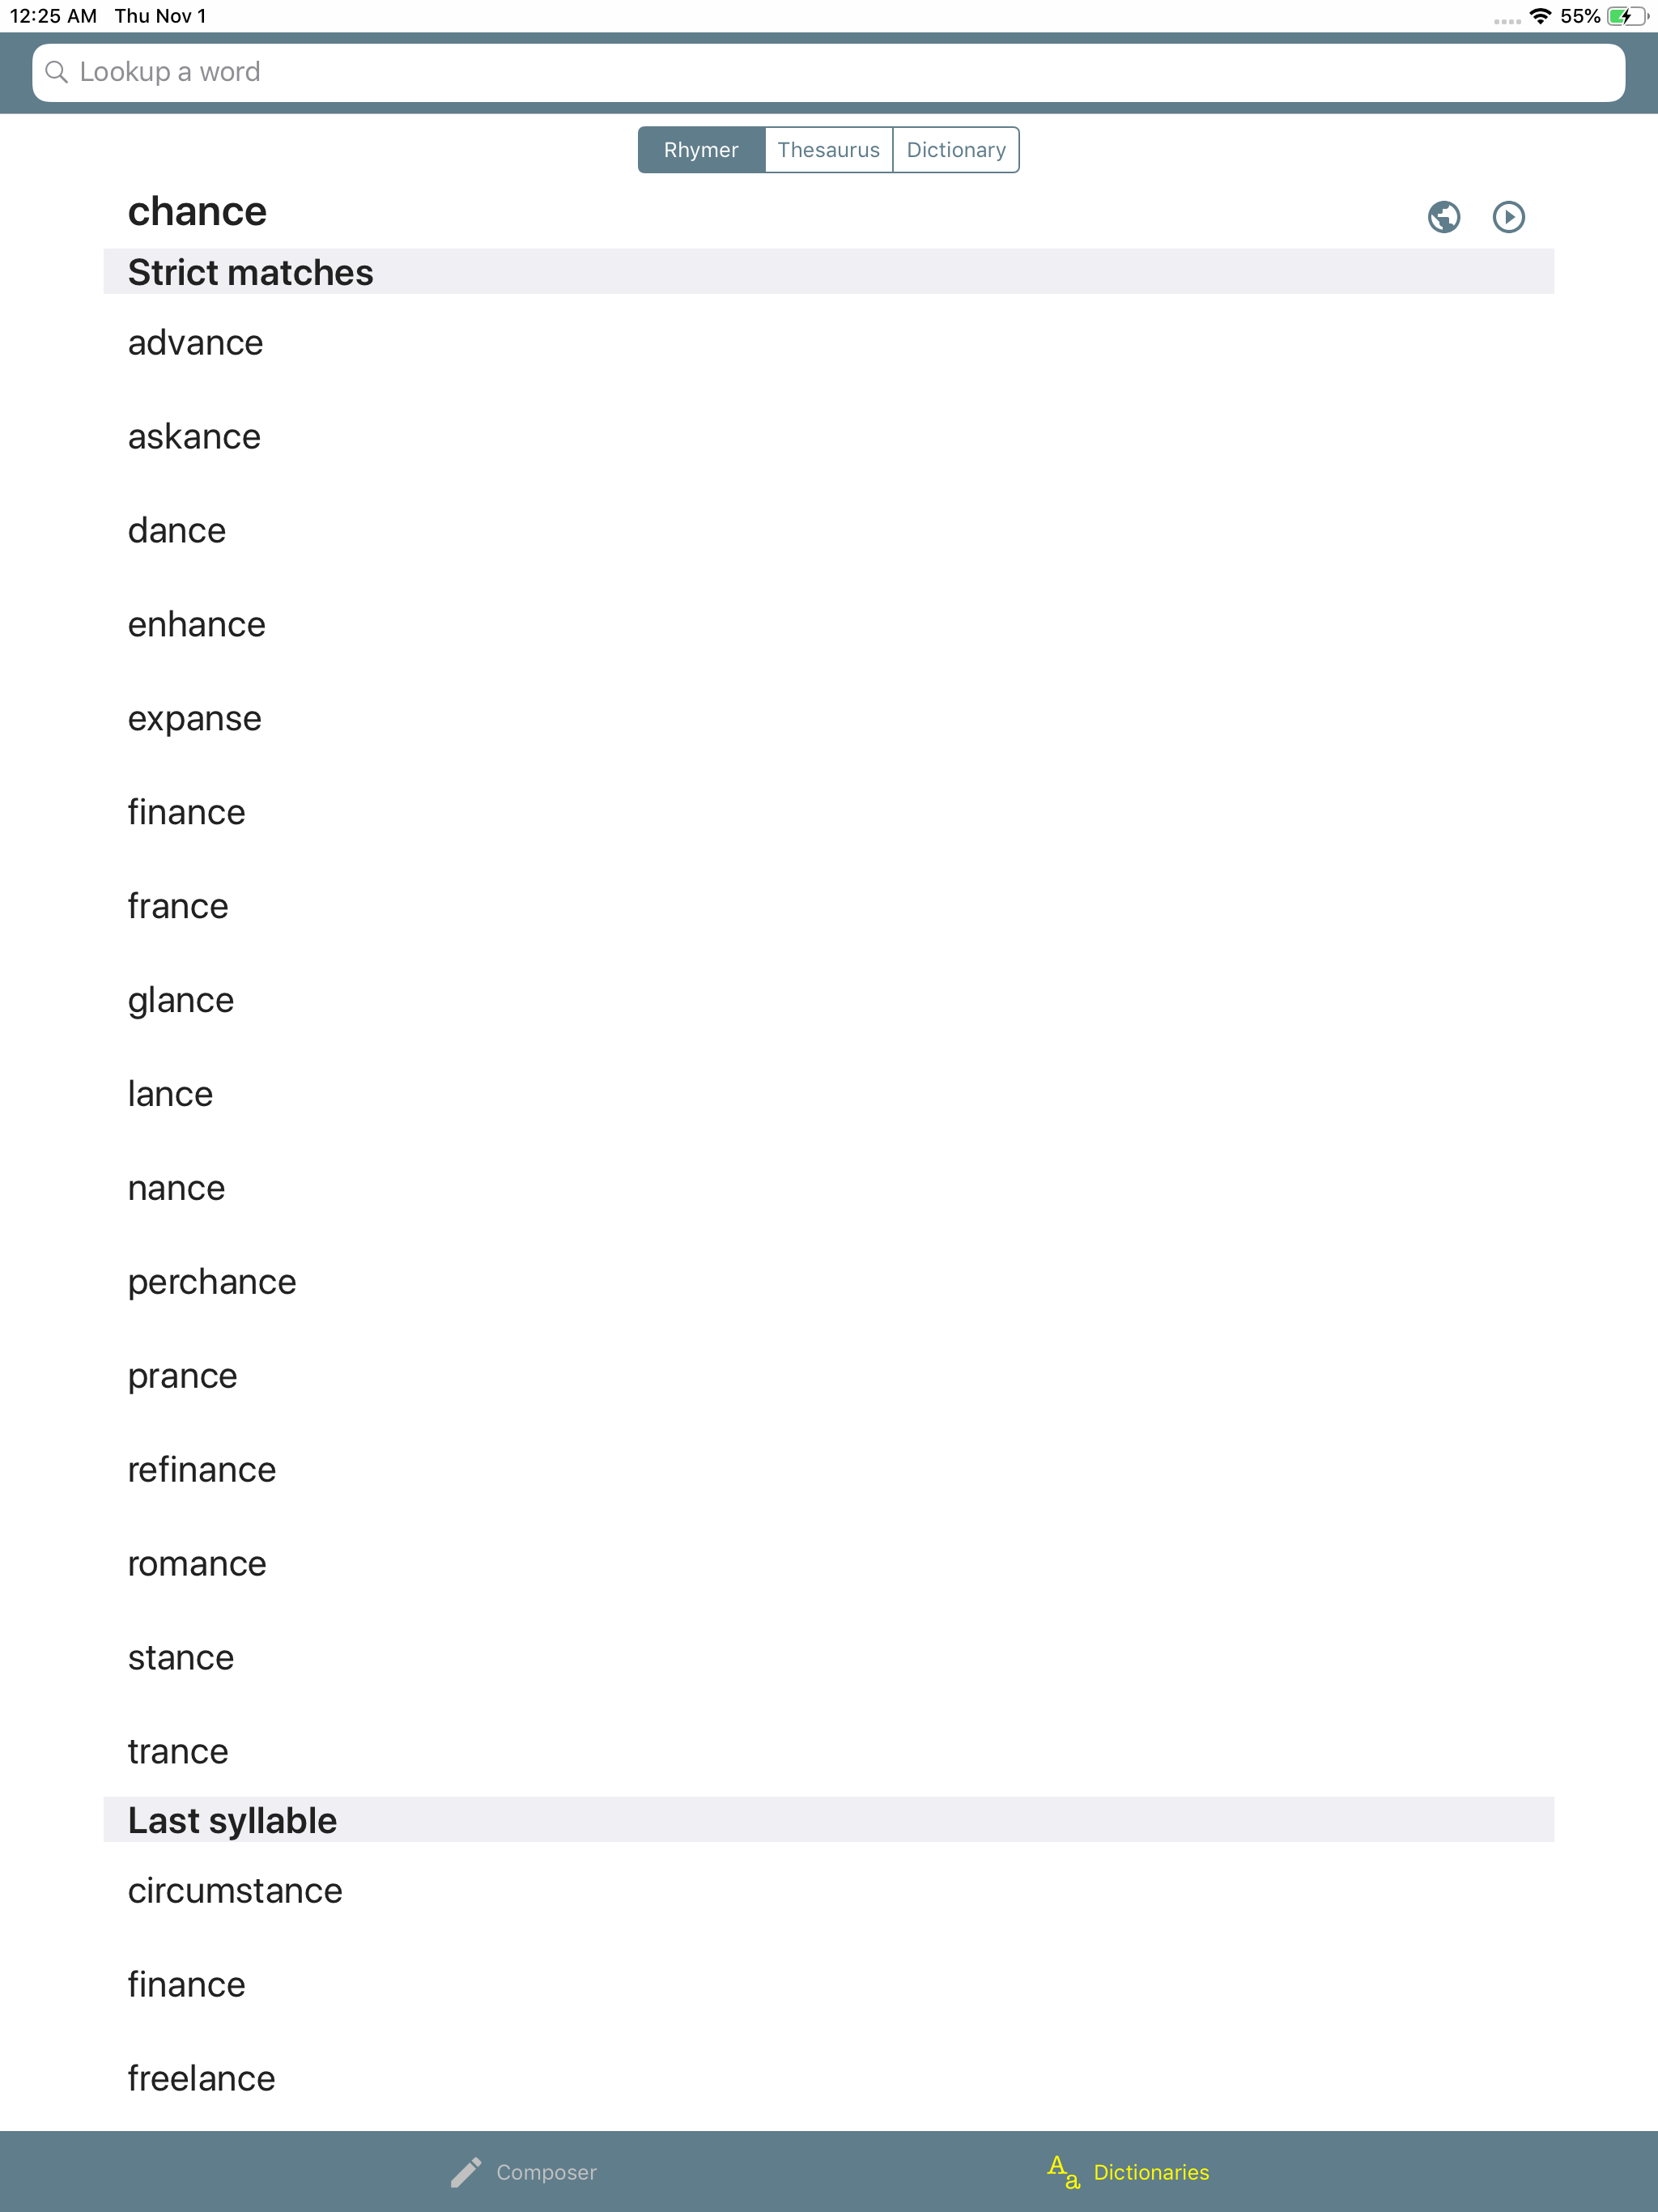 12:25 AM Thu Nov 1 55%
Lookup a word
Rhymer Thesaurus Dictionary
chance
Strict matches
advance
askance
dance
enhance
expanse
finance
france
glance
lance
nance
perchance
prance
refinance
romance
stance
trance
Last syllable
circumstance
finance
freelance
Composer Aa Dictionaries